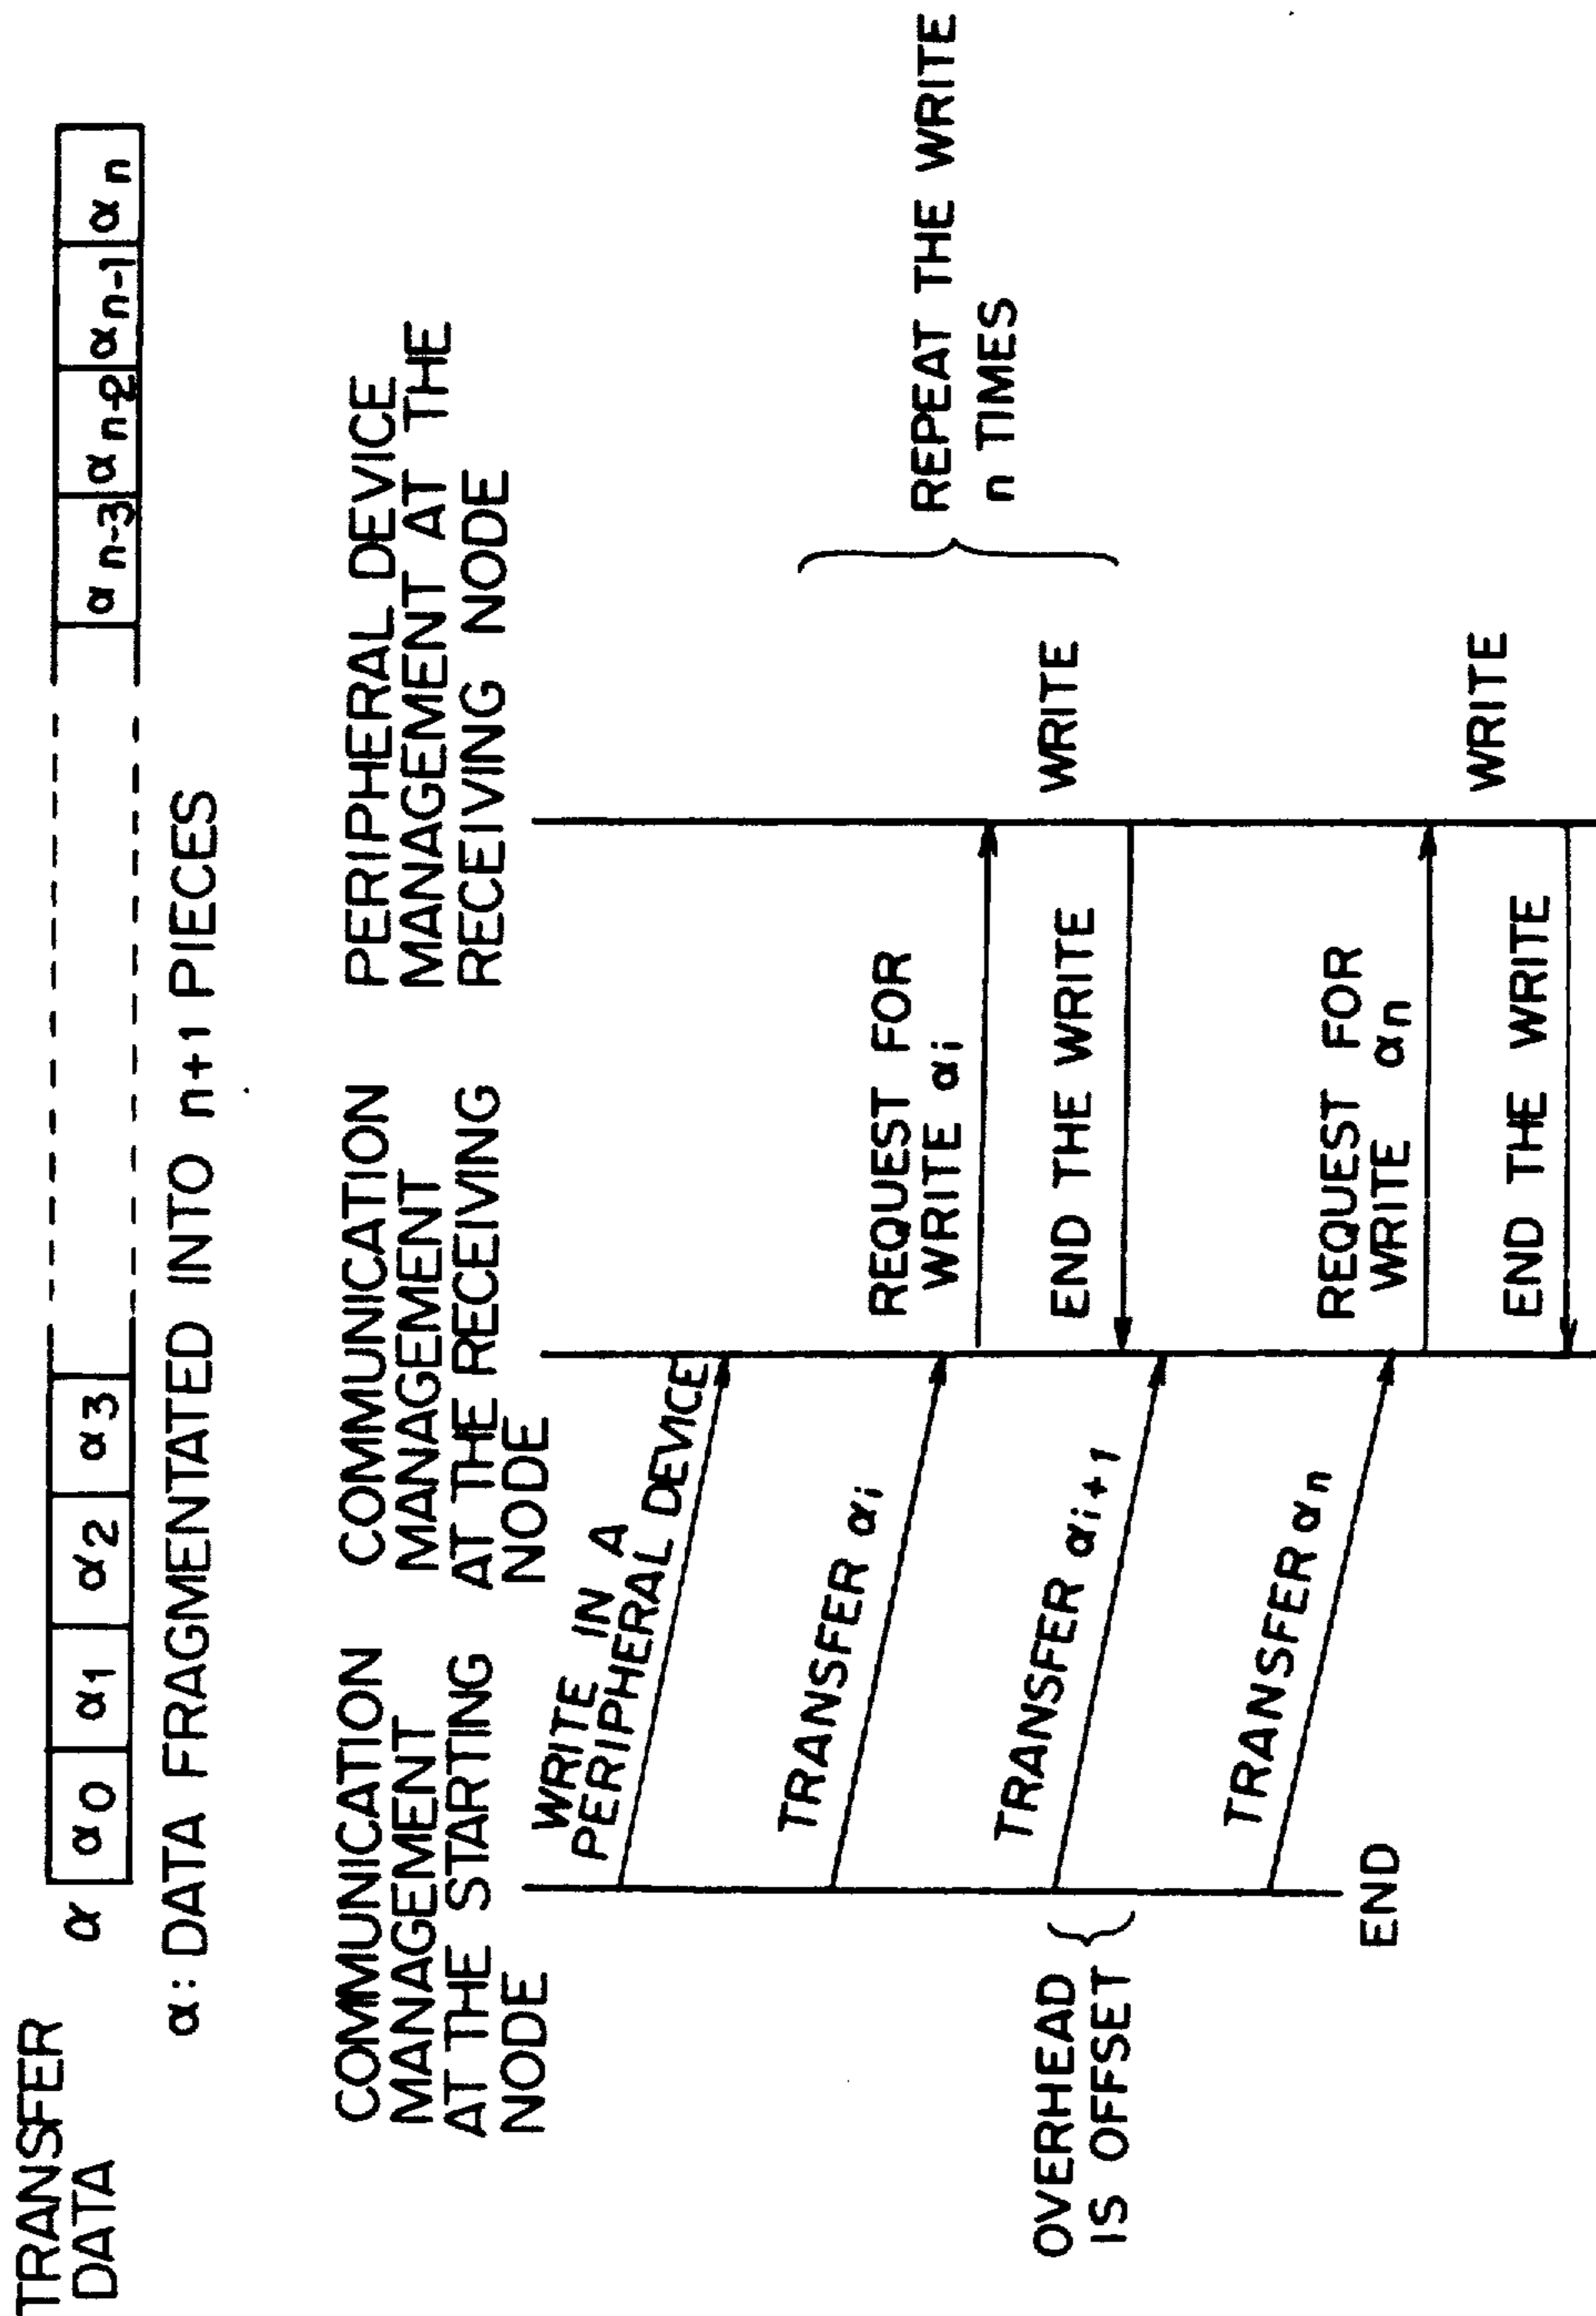 TRANSFER
DATA
α
α0 α1 α2 α3
αn-3 αn-2 αn-1 αn
α: DATA FRAGMENTATED INTO n+1 PIECES
COMMUNICATION
MANAGEMENT
AT THE STARTING
NODE
COMMUNICATION
MANAGEMENT
AT THE RECEIVING
NODE
PERIPHERAL DEVICE
MANAGEMENT AT THE
RECEIVING NODE
WRITE IN A
PERIPHERAL DEVICE
TRANSFER αi
REQUEST FOR
WRITE αi
REPEAT THE WRITE
n TIMES
OVERHEAD
IS OFFSET
TRANSFER αi+1
END THE WRITE
WRITE
TRANSFER αn
REQUEST FOR
WRITE αn
END
END THE WRITE
WRITE